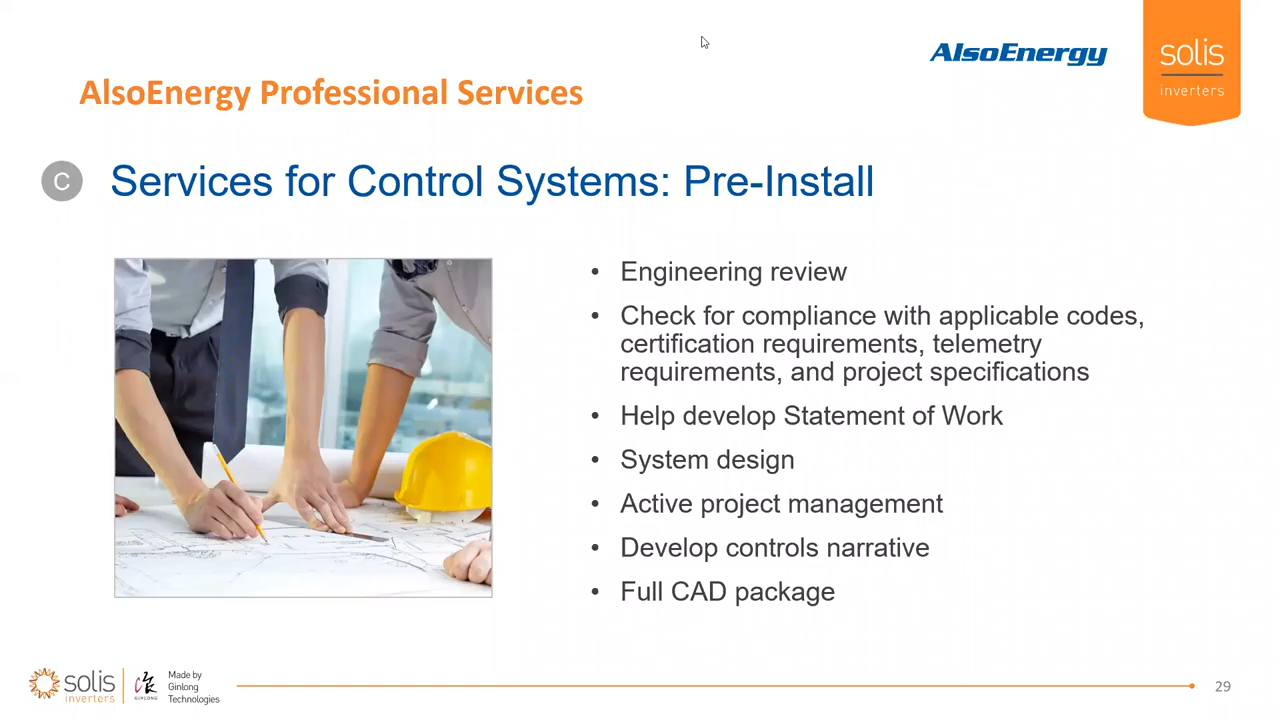 AlsoEnergy
solis
inverters
AlsoEnergy Professional Services
C
Services for Control Systems: Pre-Install
• Engineering review
• Check for compliance with applicable codes,
certification requirements, telemetry
requirements, and project specifications
• Help develop Statement of Work
• System design
• Active project management
• Develop controls narrative
• Full CAD package
solis
inverters
GINLONG
Made by
Ginlong
Technologies
29